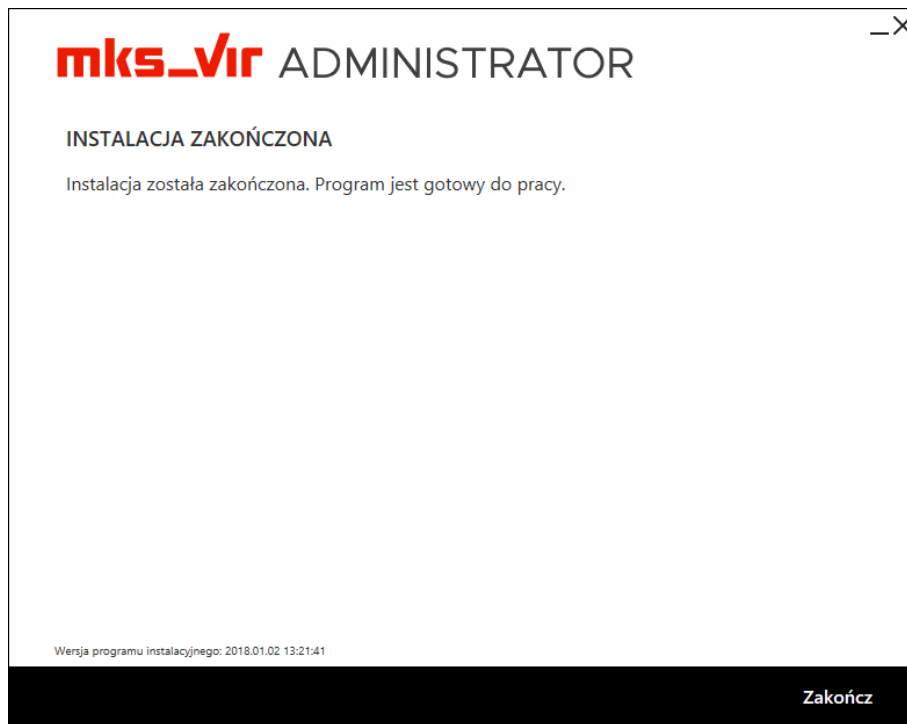 mks_vir ADMINISTRATOR
INSTALACJA ZAKOŃCZONA
Instalacja została zakończona. Program jest gotowy do pracy.
Wersja programu instalacyjnego: 2018.01.02 13:21:41
Zakończ